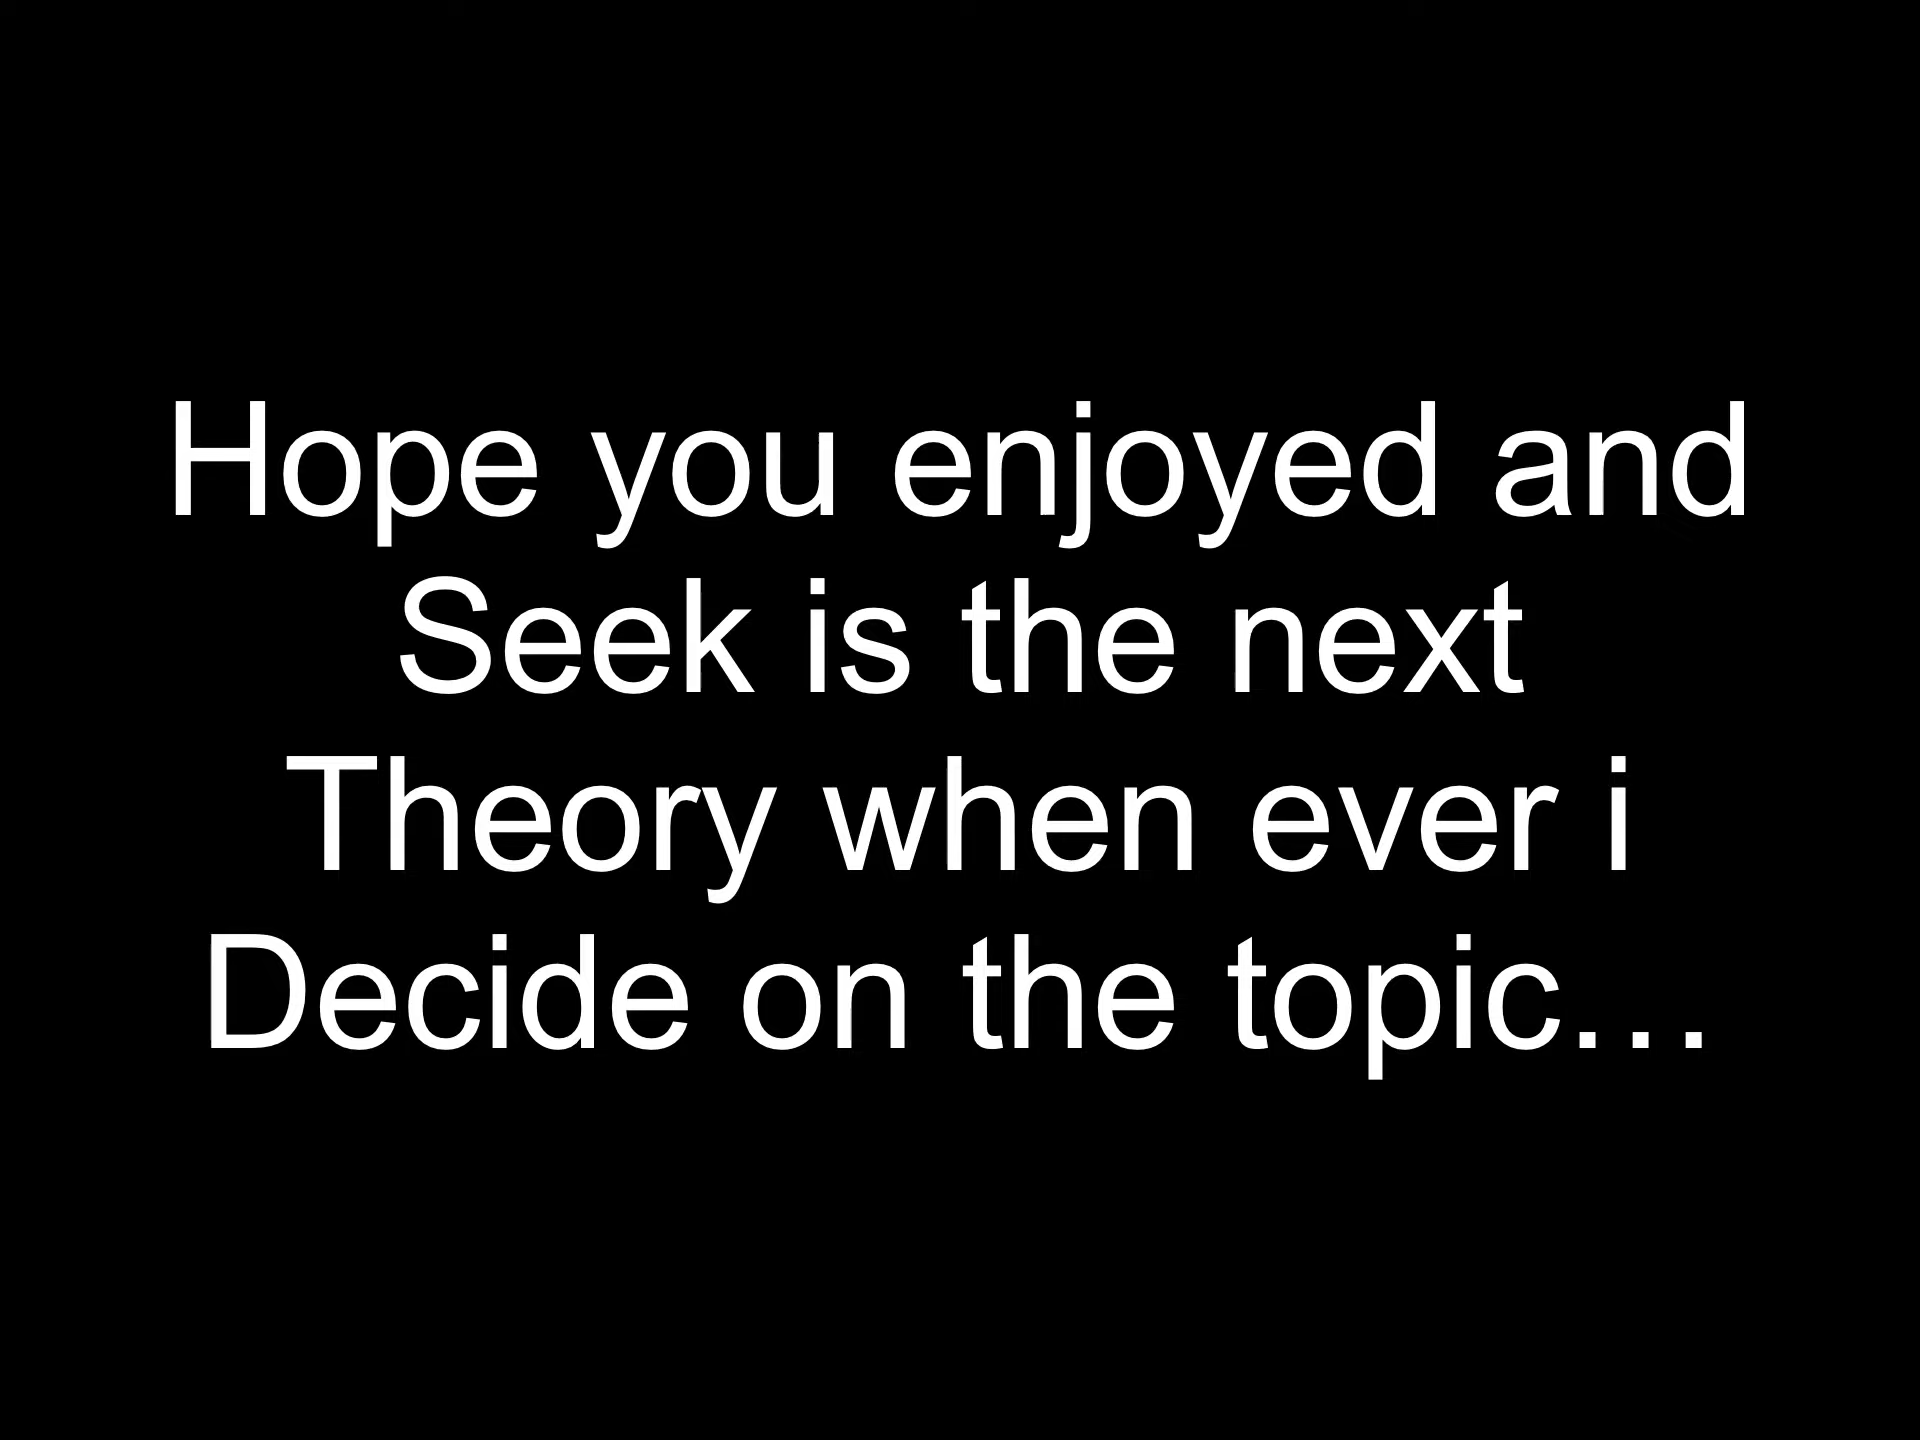 Hope you enjoyed and
Seek is the next
Theory when ever i
Decide on the topic...